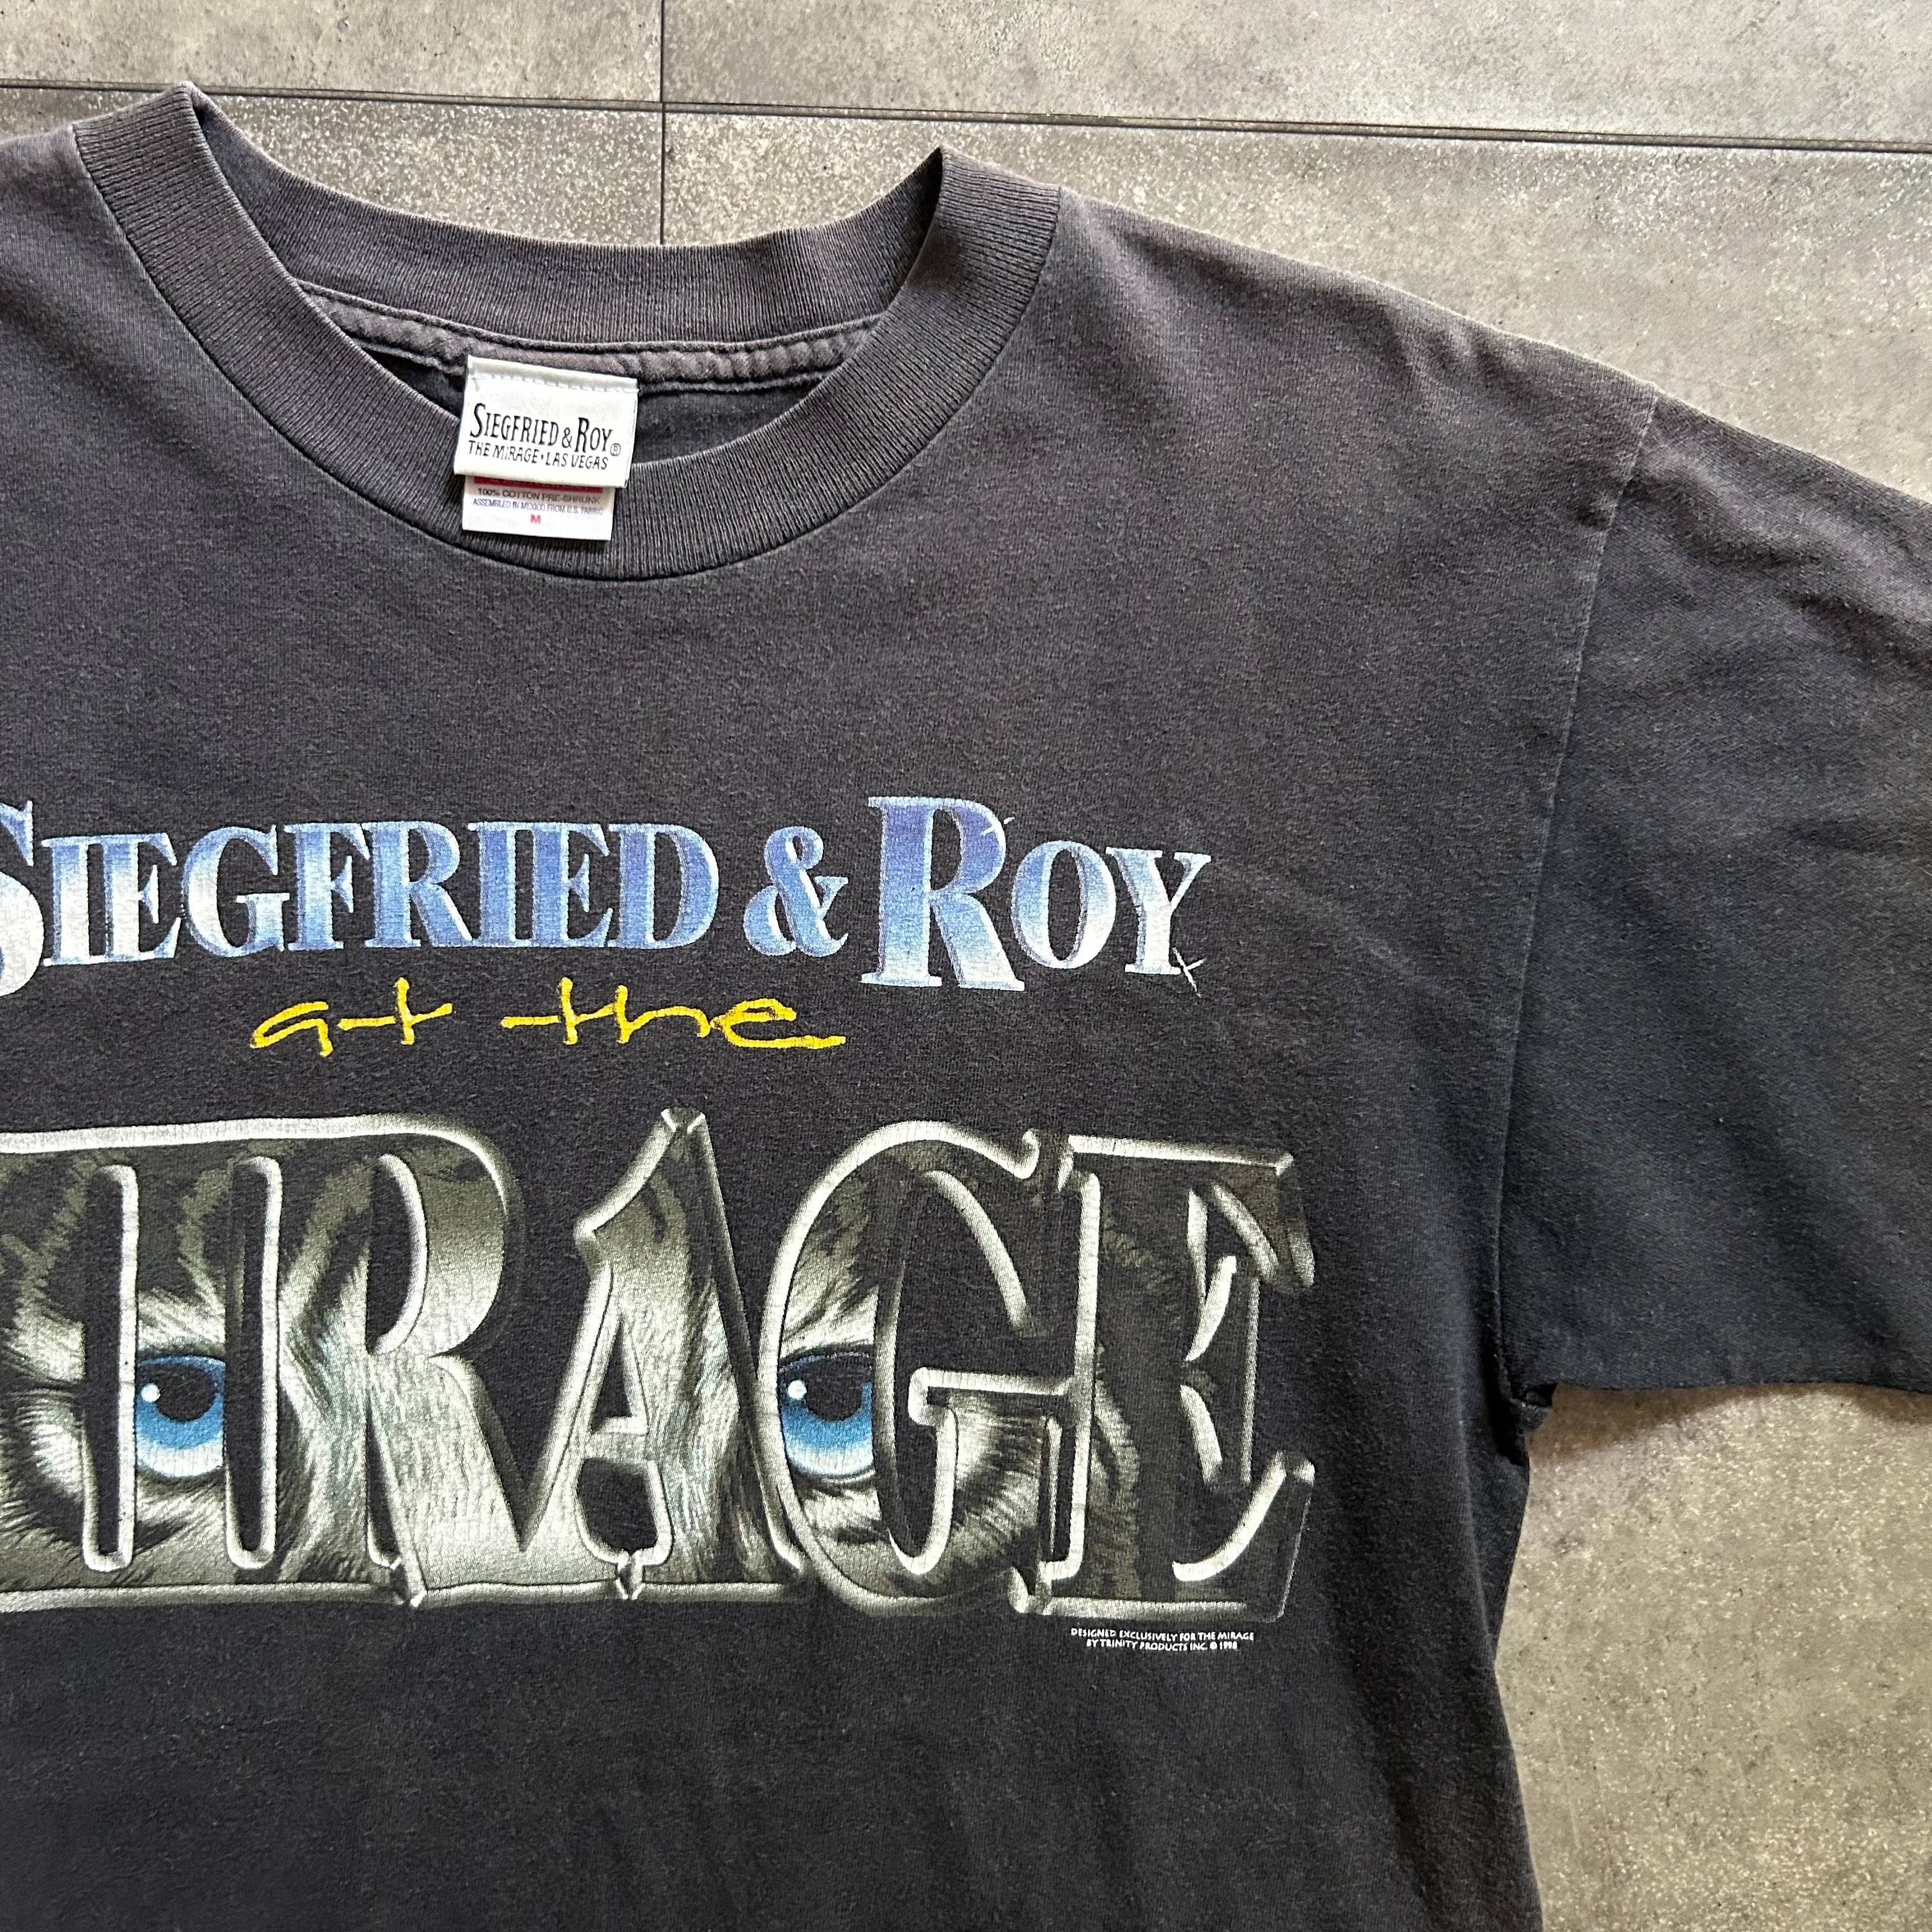 SIEGFRIED & ROY®
THE MIRAGE • LAS VEGAS
100% COTTON PRE-SHRUNK
ASSEMBLED IN MEXICO FROM U.S. FABRIC
M
SIEGFRIED & ROY
at the
IRAGE
DESIGNED EXCLUSIVELY FOR THE MIRAGE
BY TRINITY PRODUCTS INC. © 1998